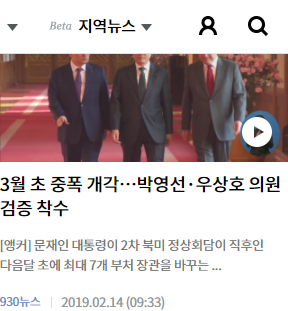 Beta 지역뉴스
3월 초 중폭 개각…박영선·우상호 의원
검증 착수
[앵커] 문재인 대통령이 2차 북미 정상회담이 직후인
다음달 초에 최대 7개 부처 장관을 바꾸는 ...
930뉴스 2019.02.14 (09:33)